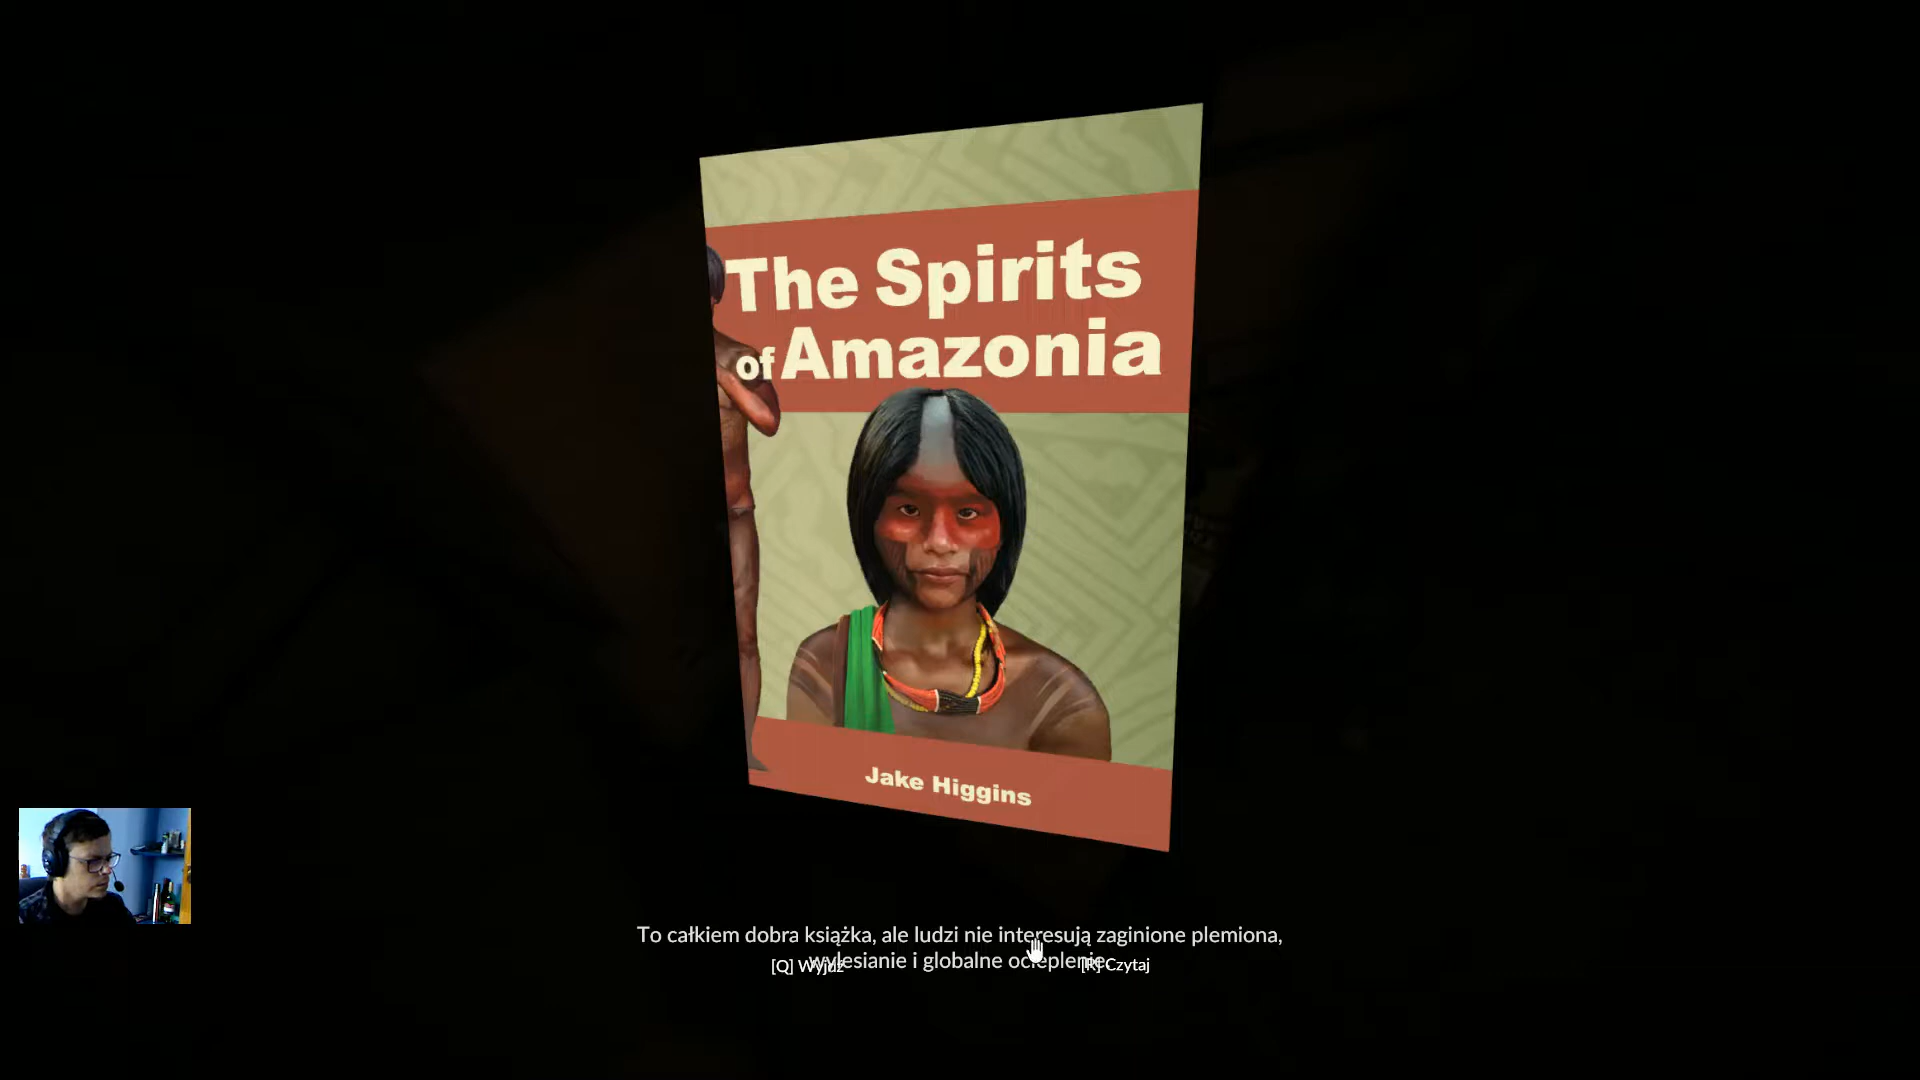 The Spirits
of Amazonia
Jake Higgins
To całkiem dobra książka, ale ludzi nie interesują zaginione plemiona,
wylesianie i globalne ocieplenie.
[Q] Wyjdź
[R] Czytaj